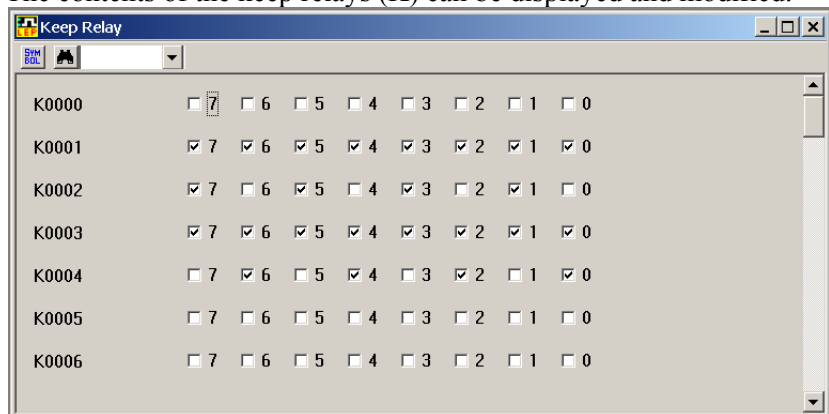 The contents of the keep relays (K) can be displayed and modified.
LEP Keep Relay
SYM
BOL
K0000 7 6 5 4 3 2 1 0
K0001 7 6 5 4 3 2 1 0
K0002 7 6 5 4 3 2 1 0
K0003 7 6 5 4 3 2 1 0
K0004 7 6 5 4 3 2 1 0
K0005 7 6 5 4 3 2 1 0
K0006 7 6 5 4 3 2 1 0